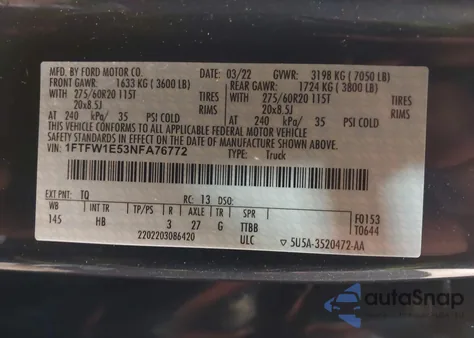 MFD. BY FORD MOTOR CO.
DATE: 03/22 GVWR: 3198 KG ( 7050 LB)
FRONT GAWR: 1633 KG ( 3600 LB) REAR GAWR: 1724 KG ( 3800 LB)
WITH 275/60R20 115T TIRES WITH 275/60R20 115T TIRES
20x8.5J RIMS 20x8.5J RIMS
AT 240 kPa/ 35 PSI COLD AT 240 kPa/ 35
THIS VEHICLE CONFORMS TO ALL APPLICABLE FEDERAL MOTOR VEHICLE
SAFETY STANDARDS IN EFFECT ON THE DATE OF MANUFACTURE SHOWN ABOVE.
VIN: 1FTFW1E53NFA76772 TYPE: Truck
EXT PNT: TQ RC: 13 DSO:
WB INT TR TP/PS R AXLE TR SPR F0153
145 HB 3 27 G TTBB T0644
2202203086420 ULC ▽ 5U5A-3520472-AA
autoSnap